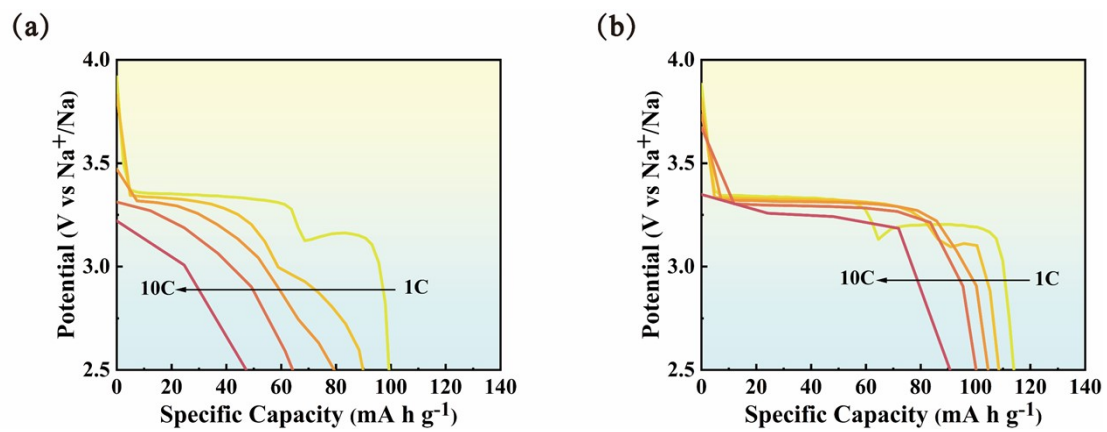 (a)
4.0
3.5
3.0
2.5
Potential (V vs Na⁺/Na)
10C
1C
0 20 40 60 80 100 120 140
Specific Capacity (mA h g⁻¹)
(b)
4.0
3.5
3.0
2.5
Potential (V vs Na⁺/Na)
10C
1C
0 20 40 60 80 100 120 140
Specific Capacity (mA h g⁻¹)